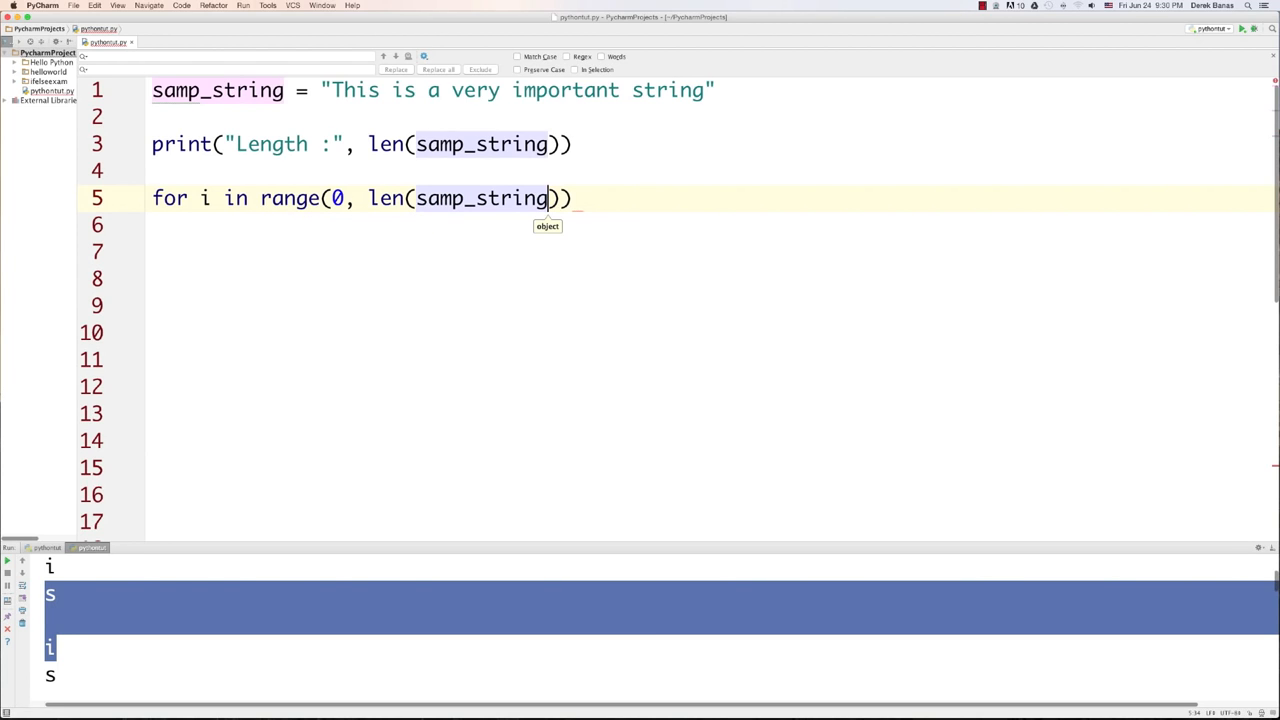 PyCharm File Edit View Navigate Code Refactor Run Tools VCS Window Help 10 Fri Jun 24 9:30 PM Derek Banas
pythontut.py - PycharmProjects - [~/PycharmProjects]
PycharmProjects pythontut.py pythontut
pythontut.py ×
PycharmProject
Hello Python
helloworld
ifelseexam
pythontut.py
External Librarie
Match Case Regex Words
Replace Replace all Exclude Preserve Case In Selection
1 samp_string = "This is a very important string"
2
3 print("Length :", len(samp_string))
4
5 for i in range(0, len(samp_string))
object
6
7
8
9
10
11
12
13
14
15
16
17
Run: pythontut pythontut
i
s
i
s
5:34 LF÷ UTF-8÷